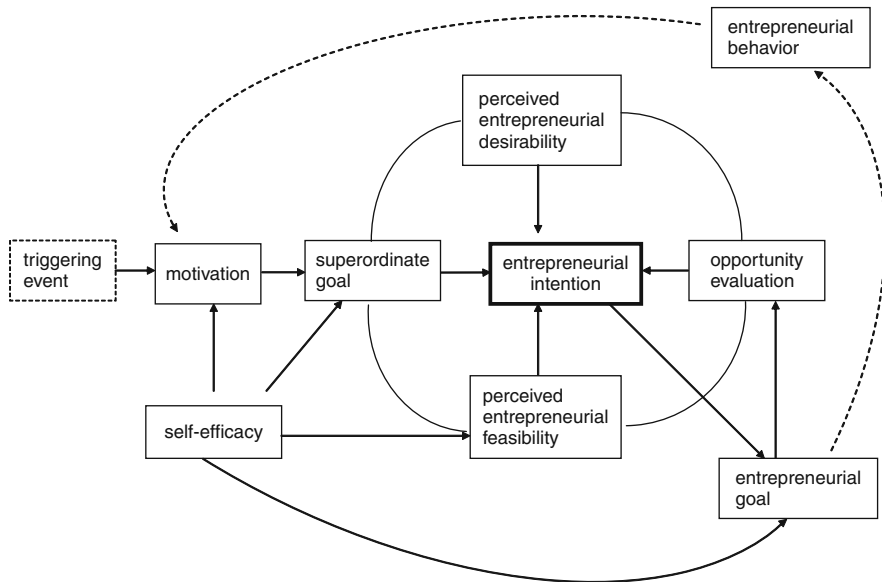 entrepreneurial
behavior
perceived
entrepreneurial
desirability
triggering
event
motivation
superordinate
goal
entrepreneurial
intention
opportunity
evaluation
self-efficacy
perceived
entrepreneurial
feasibility
entrepreneurial
goal